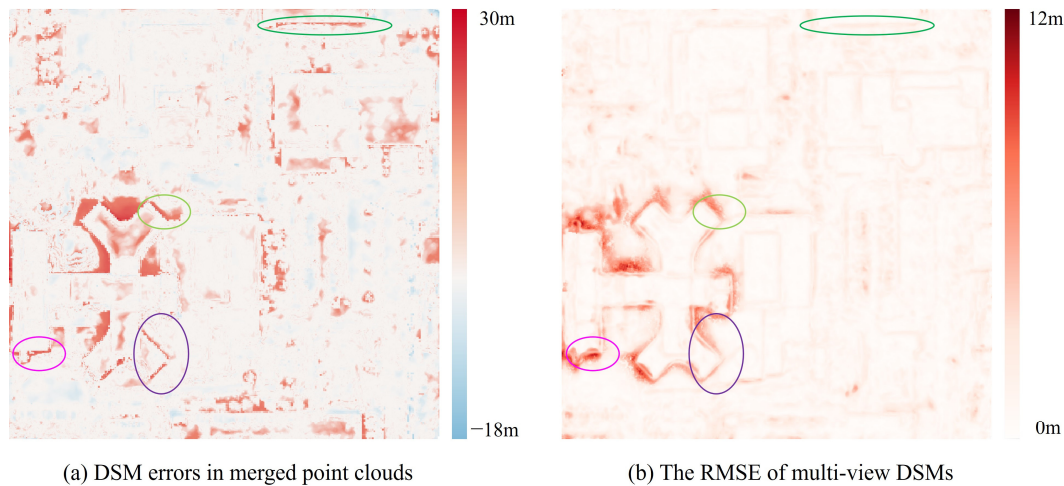 30m
−18m
12m
0m
(a) DSM errors in merged point clouds
(b) The RMSE of multi-view DSMs